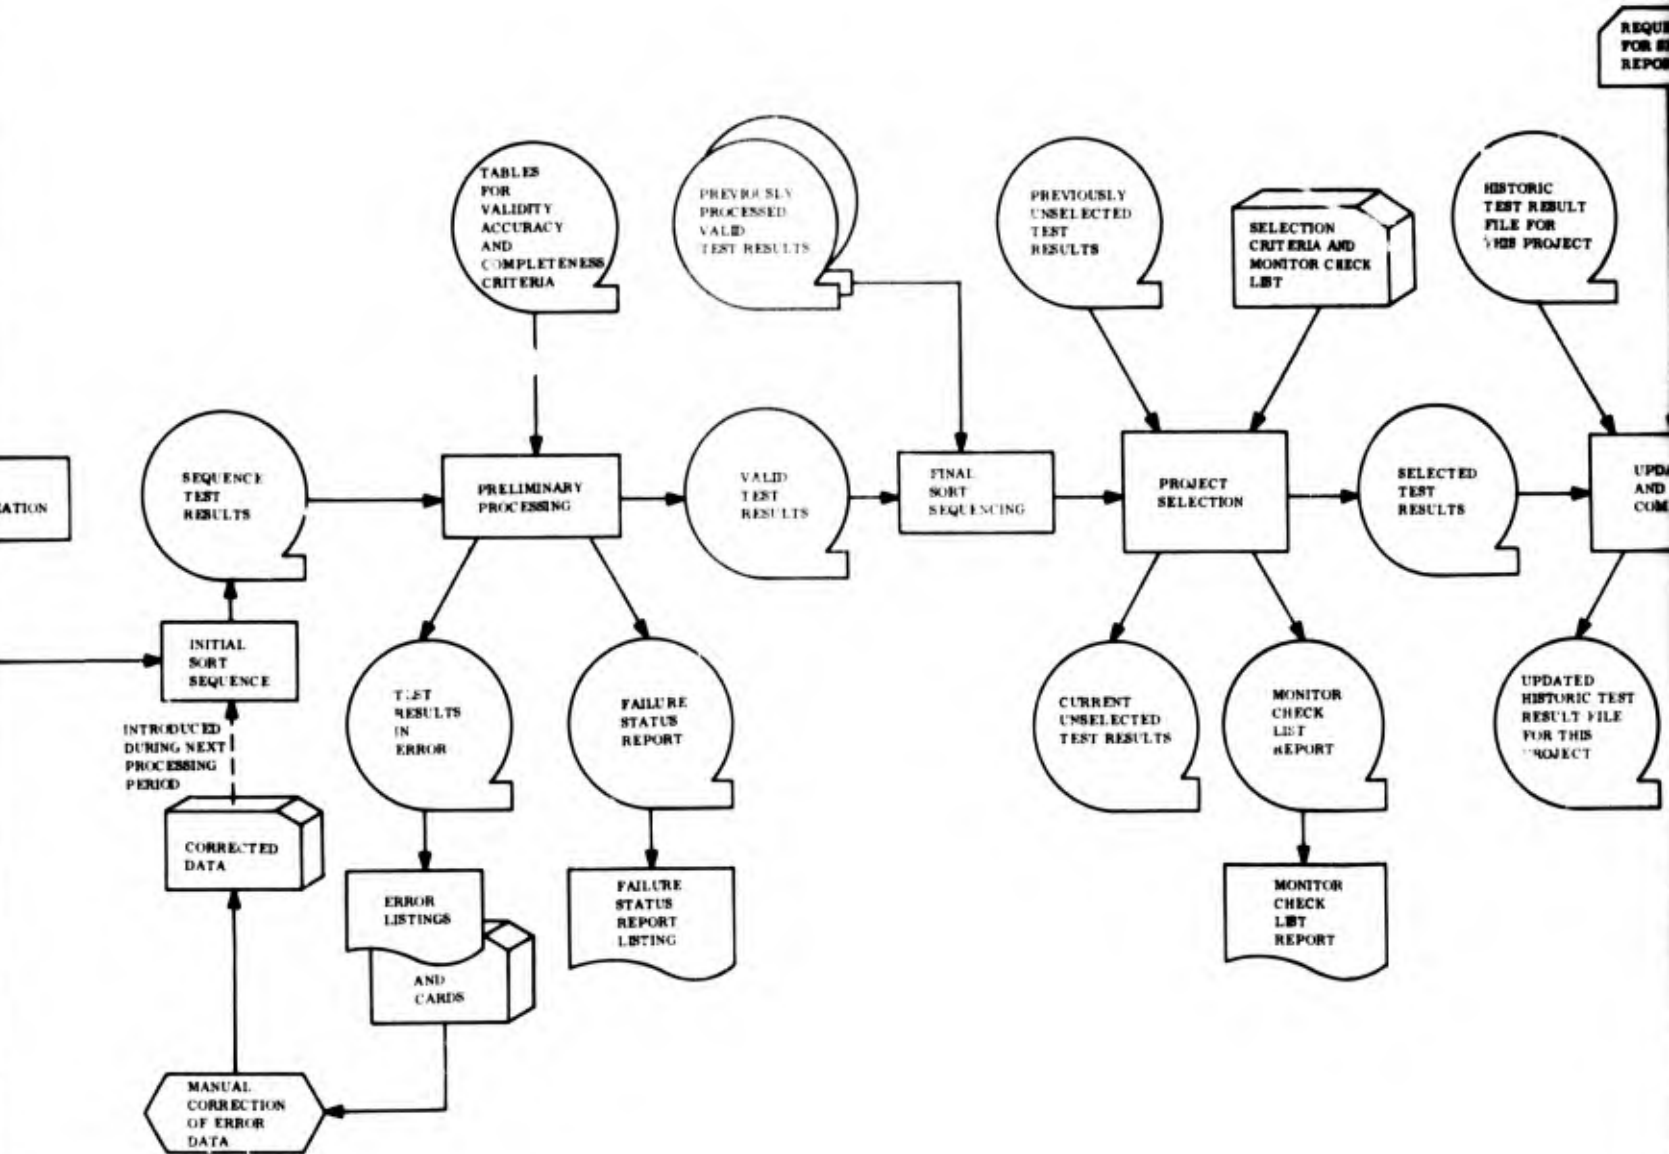 TABLES
FOR
VALIDITY
ACCURACY
AND
COMPLETENESS
CRITERIA
PREVIOUSLY
PROCESSED
VALID
TEST RESULTS
PREVIOUSLY
UNSELECTED
TEST
RESULTS
SELECTION
CRITERIA AND
MONITOR CHECK
LIST
HISTORIC
TEST RESULT
FILE FOR
THIS PROJECT
REQUE
FOR
REPOR
ATION
SEQUENCE
TEST
RESULTS
PRELIMINARY
PROCESSING
VALID
TEST
RESULTS
FINAL
SORT
SEQUENCING
PROJECT
SELECTION
SELECTED
TEST
RESULTS
UPDA
AND
COM
INITIAL
SORT
SEQUENCE
INTRODUCED
DURING NEXT
PROCESSING
PERIOD
CORRECTED
DATA
TEST
RESULTS
IN
ERROR
FAILURE
STATUS
REPORT
CURRENT
UNSELECTED
TEST RESULTS
MONITOR
CHECK
LIST
REPORT
UPDATED
HISTORIC TEST
RESULT FILE
FOR THIS
PROJECT
ERROR
LISTINGS
AND
CARDS
FAILURE
STATUS
REPORT
LISTING
MONITOR
CHECK
LIST
REPORT
MANUAL
CORRECTION
OF ERROR
DATA